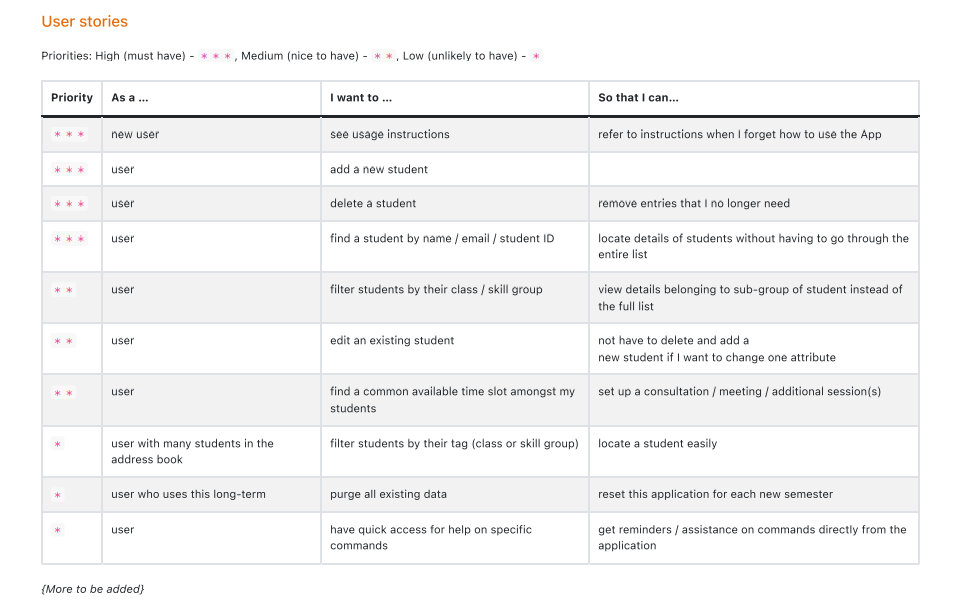 User stories
Priorities: High (must have) - * * *, Medium (nice to have) - * *, Low (unlikely to have) - *
Priority As a ... I want to ... So that I can...
* * * new user see usage instructions refer to instructions when I forget how to use the App
* * * user add a new student
* * * user delete a student remove entries that I no longer need
* * * user find a student by name / email / student ID locate details of students without having to go through the
entire list
* * user filter students by their class / skill group view details belonging to sub-group of student instead of
the full list
* * user edit an existing student not have to delete and add a
new student if I want to change one attribute
* * user find a common available time slot amongst my set up a consultation / meeting / additional session(s)
students
* user with many students in the filter students by their tag (class or skill group) locate a student easily
address book
* user who uses this long-term purge all existing data reset this application for each new semester
* user have quick access for help on specific get reminders / assistance on commands directly from the
commands application
{More to be added}